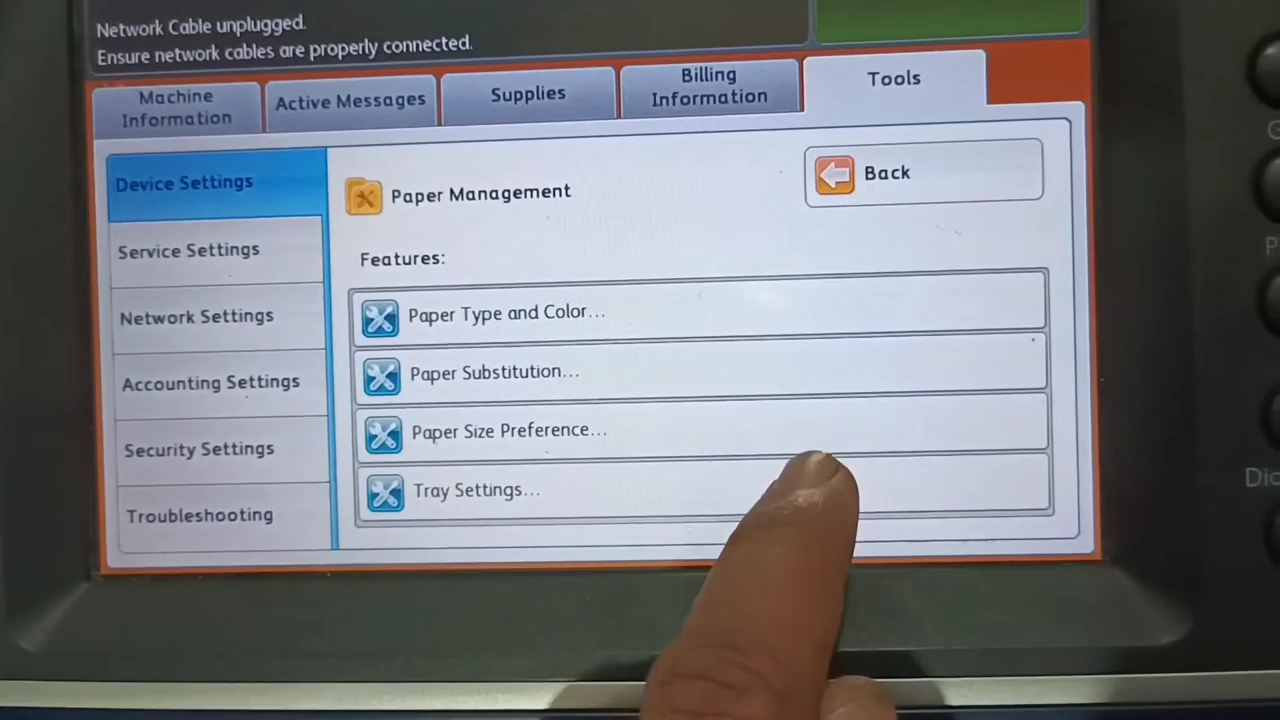 Network Cable unplugged.
Ensure network cables are properly connected.
Machine
Information
Active Messages
Supplies
Billing
Information
Tools
Device Settings
Service Settings
Network Settings
Accounting Settings
Security Settings
Troubleshooting
Paper Management
Back
Features:
Paper Type and Color...
Paper Substitution...
Paper Size Preference...
Tray Settings...